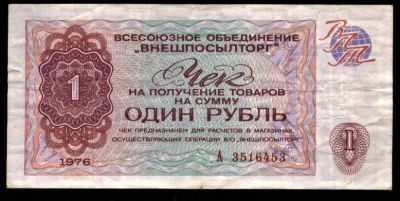 ВСЕСОЮЗНОЕ ОБЪЕДИНЕНИЕ
"ВНЕШПОСЫЛТОРГ"
ВПТ
Чек
НА ПОЛУЧЕНИЕ ТОВАРОВ
НА СУММУ
1
ОДИН РУБЛЬ
ЧЕК ПРЕДНАЗНАЧЕН ДЛЯ РАСЧЕТОВ В МАГАЗИНАХ,
ОСУЩЕСТВЛЯЮЩИХ ОПЕРАЦИИ В/О „ВНЕШПОСЫЛТОРГ"
1
1976
А 3516453